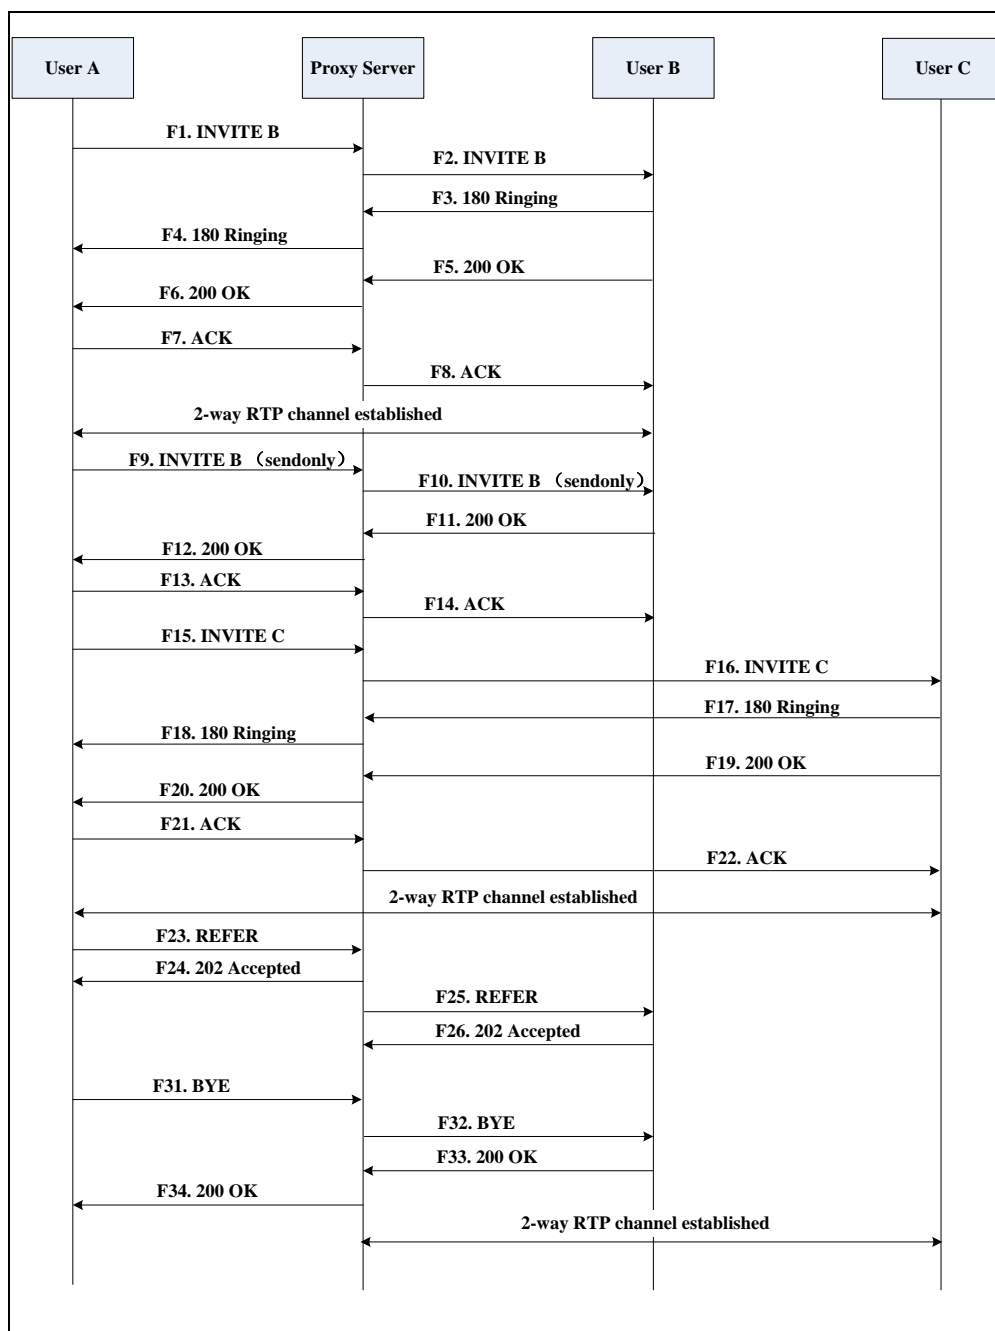 User A
Proxy Server
User B
User C
F1. INVITE B
F2. INVITE B
F3. 180 Ringing
F4. 180 Ringing
F5. 200 OK
F6. 200 OK
F7. ACK
F8. ACK
2-way RTP channel established
F9. INVITE B （sendonly）
F10. INVITE B （sendonly）
F11. 200 OK
F12. 200 OK
F13. ACK
F14. ACK
F15. INVITE C
F16. INVITE C
F17. 180 Ringing
F18. 180 Ringing
F19. 200 OK
F20. 200 OK
F21. ACK
F22. ACK
2-way RTP channel established
F23. REFER
F24. 202 Accepted
F25. REFER
F26. 202 Accepted
F31. BYE
F32. BYE
F33. 200 OK
F34. 200 OK
2-way RTP channel established